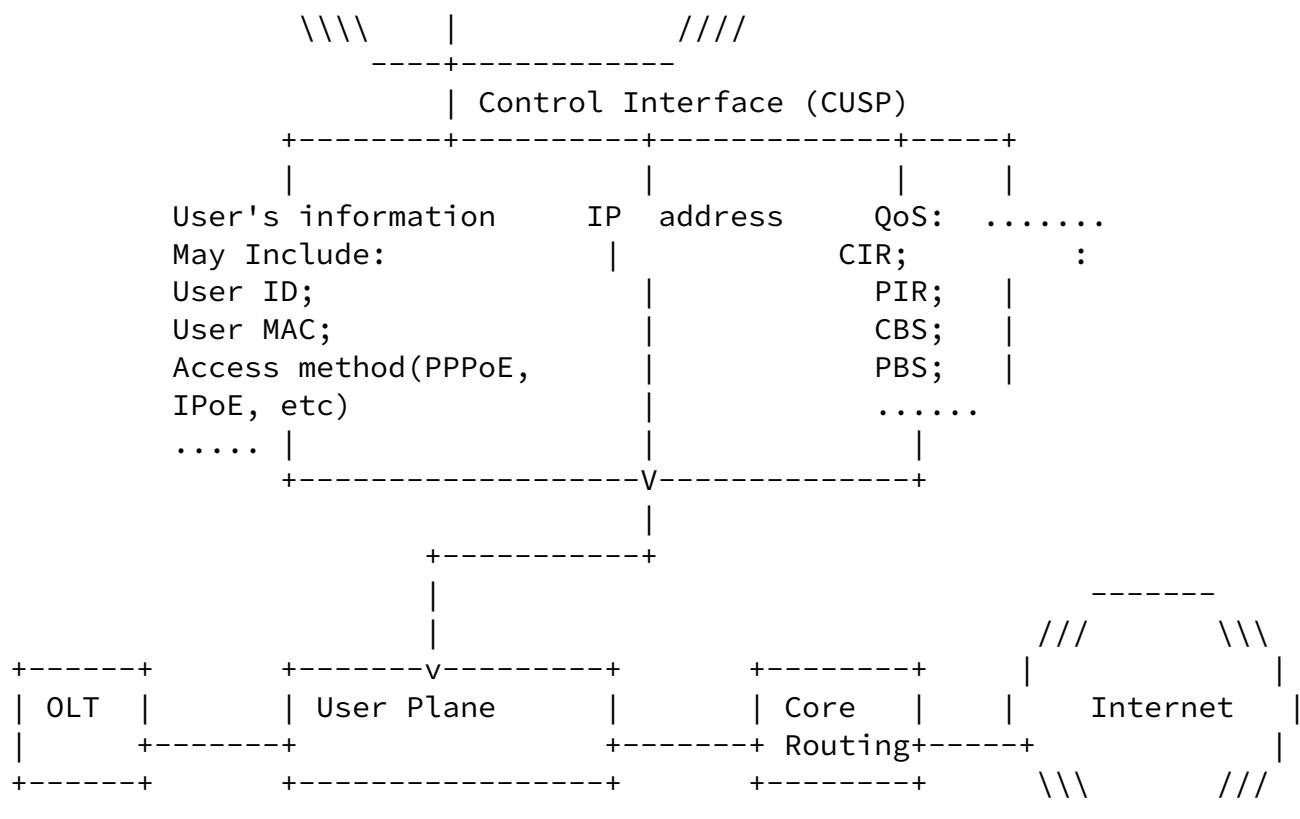 Control Interface (CUSP)
User's information IP address QoS: .......
May Include: CIR; :
User ID; PIR;
User MAC; CBS;
Access method(PPPoE, PBS;
IPoE, etc) ......
.....
OLT User Plane Core Internet
Routing